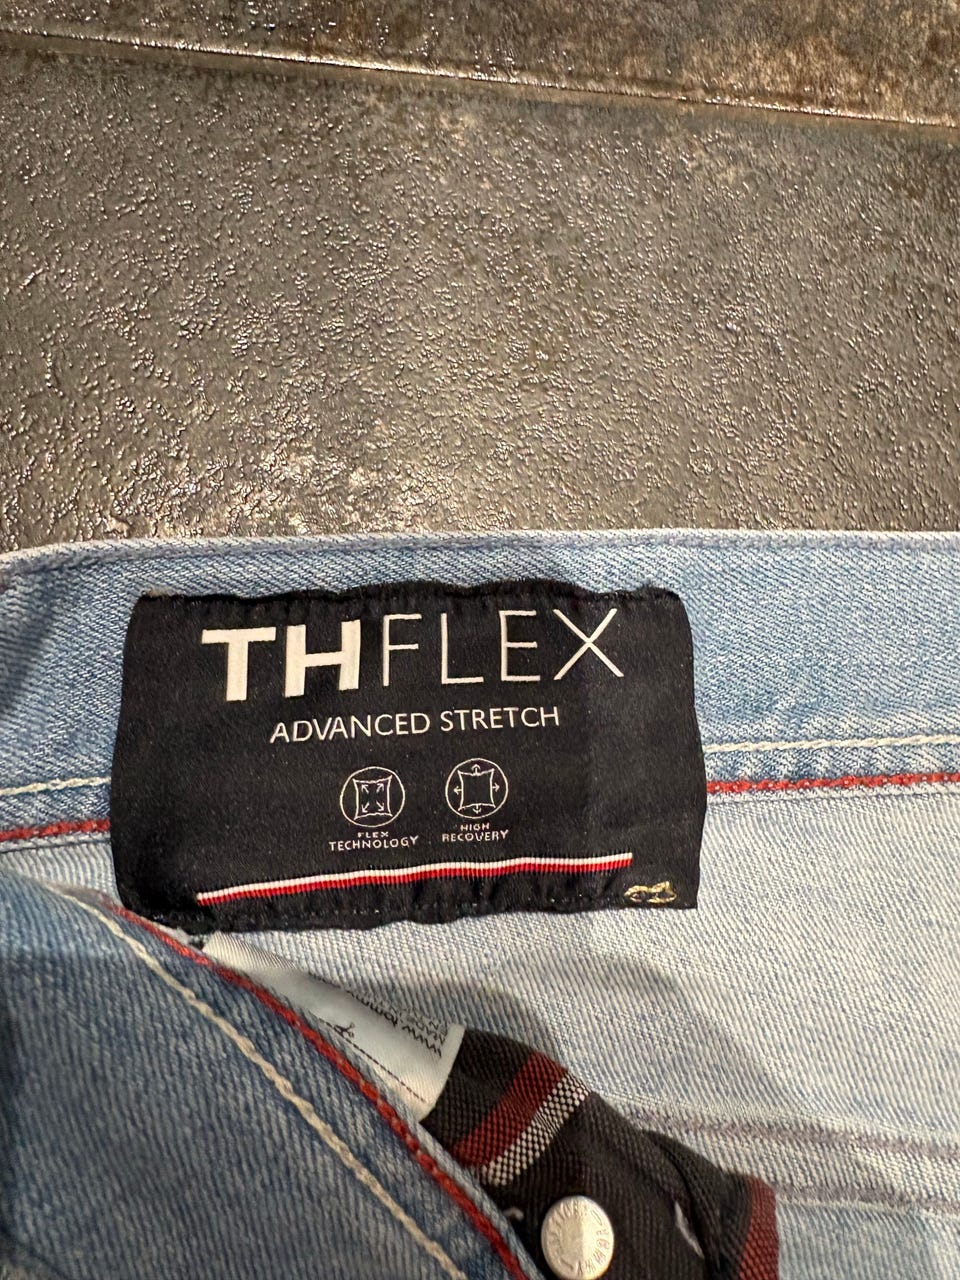 THFLEX
ADVANCED STRETCH
FLEX
TECHNOLOGY
HIGH
RECOVERY